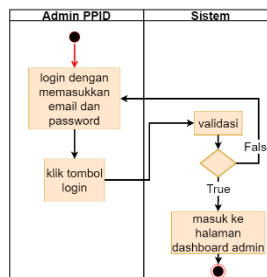 Admin PPID
Sistem
login dengan
memasukkan
email dan
password
klik tombol
login
validasi
False
True
masuk ke
halaman
dashboard admin